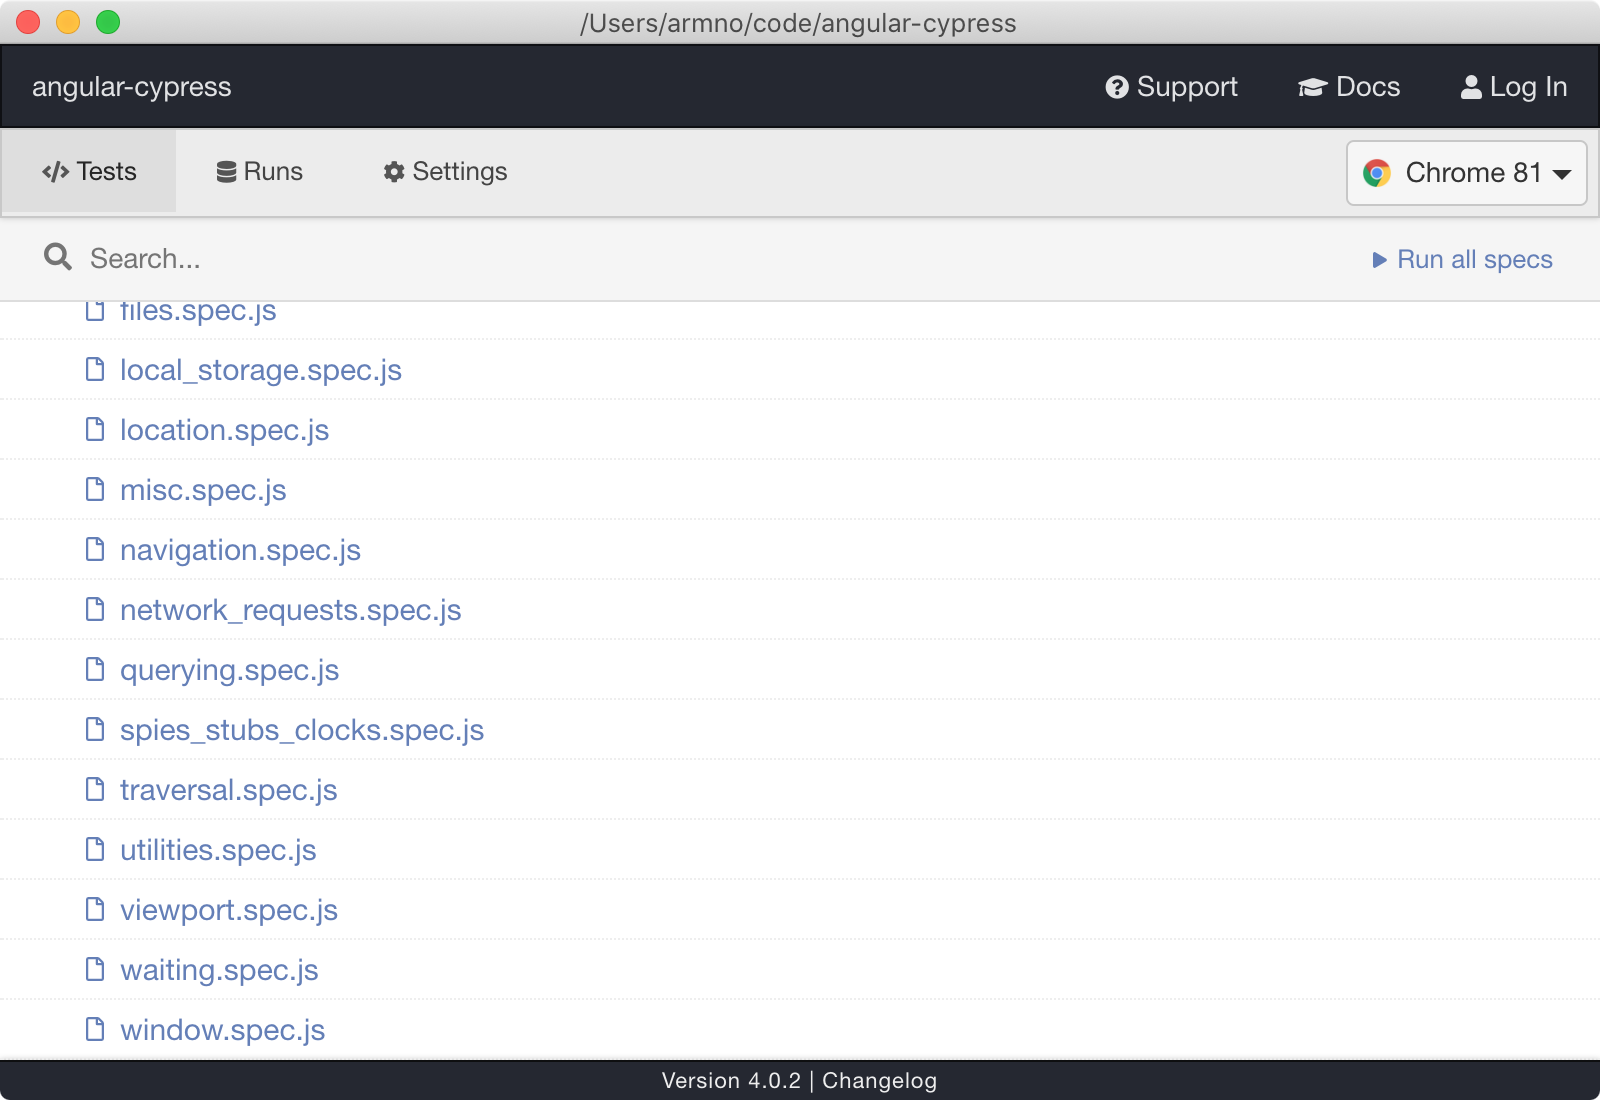 /Users/armno/code/angular-cypress
angular-cypress Support Docs Log In
Tests Runs Settings Chrome 81
Search... Run all specs
files.spec.js
local_storage.spec.js
location.spec.js
misc.spec.js
navigation.spec.js
network_requests.spec.js
querying.spec.js
spies_stubs_clocks.spec.js
traversal.spec.js
utilities.spec.js
viewport.spec.js
waiting.spec.js
window.spec.js
Version 4.0.2 | Changelog